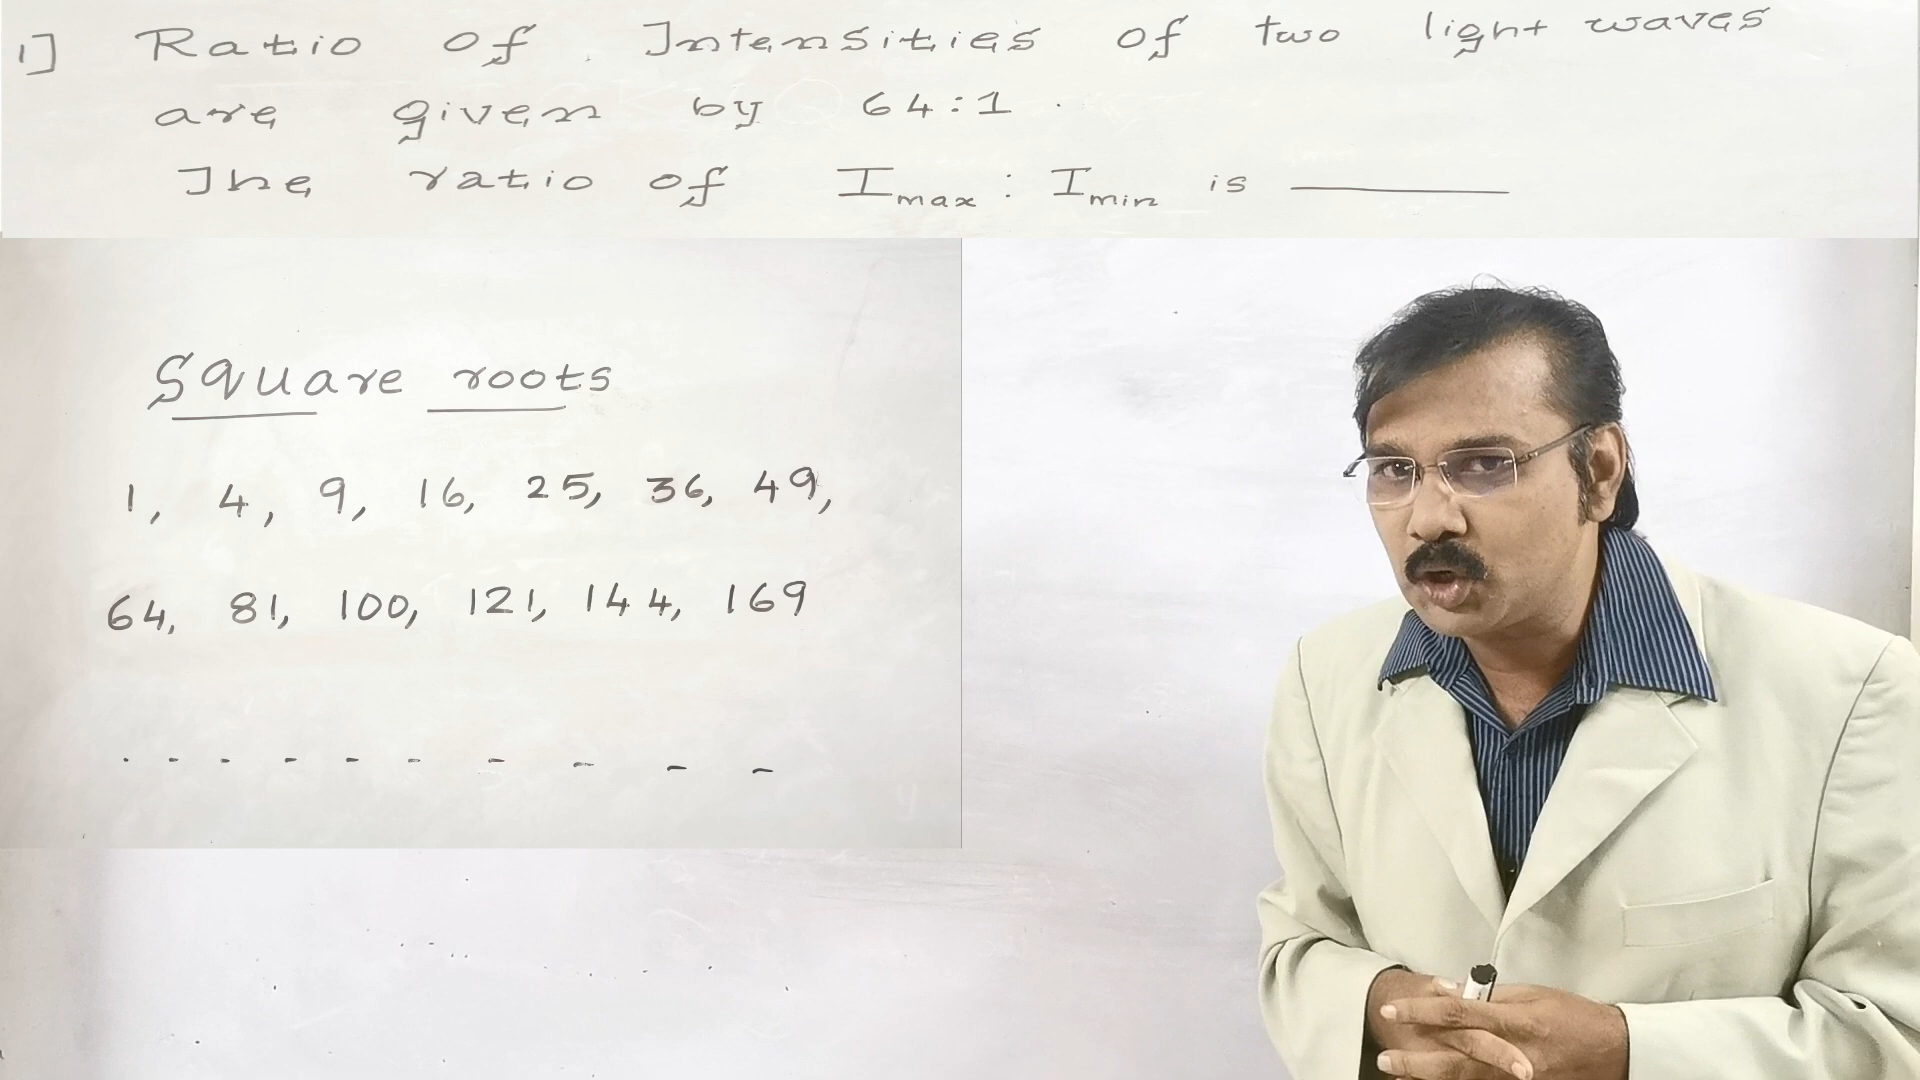 1] Ratio of Intensities of two light waves
are given by 64:1.
The ratio of Imax : Imin is ______
Square roots
1, 4, 9, 16, 25, 36, 49,
64, 81, 100, 121, 144, 169
. - - - - - - - - -